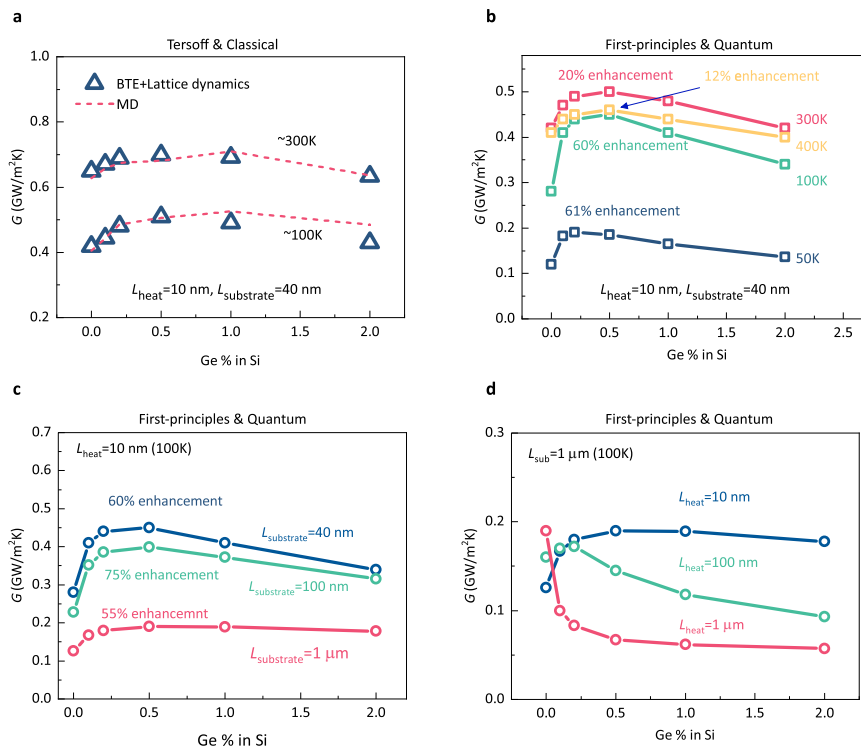 a
Tersoff & Classical
1.0
0.8
0.6
0.4
0.2
G (GW/m²K)
BTE+Lattice dynamics
MD
~300K
~100K
Lheat=10 nm, Lsubstrate=40 nm
0.0 0.5 1.0 1.5 2.0
Ge % in Si
b
First-principles & Quantum
0.5
0.4
0.3
0.2
0.1
0.0
G (GW/m²K)
20% enhancement
12% enhancement
60% enhancement
61% enhancement
300K
400K
100K
50K
Lheat=10 nm, Lsubstrate=40 nm
0.0 0.5 1.0 1.5 2.0 2.5
Ge % in Si
c
First-principles & Quantum
0.7
0.6
0.5
0.4
0.3
0.2
0.1
0.0
G (GW/m²K)
Lheat=10 nm (100K)
60% enhancement
Lsubstrate=40 nm
75% enhancement
Lsubstrate=100 nm
55% enhancemnt
Lsubstrate=1 μm
0.0 0.5 1.0 1.5 2.0
Ge % in Si
d
First-principles & Quantum
0.3
0.2
0.1
0.0
G (GW/m²K)
Lsub=1 μm (100K)
Lheat=10 nm
Lheat=100 nm
Lheat=1 μm
0.0 0.5 1.0 1.5 2.0
Ge % in Si